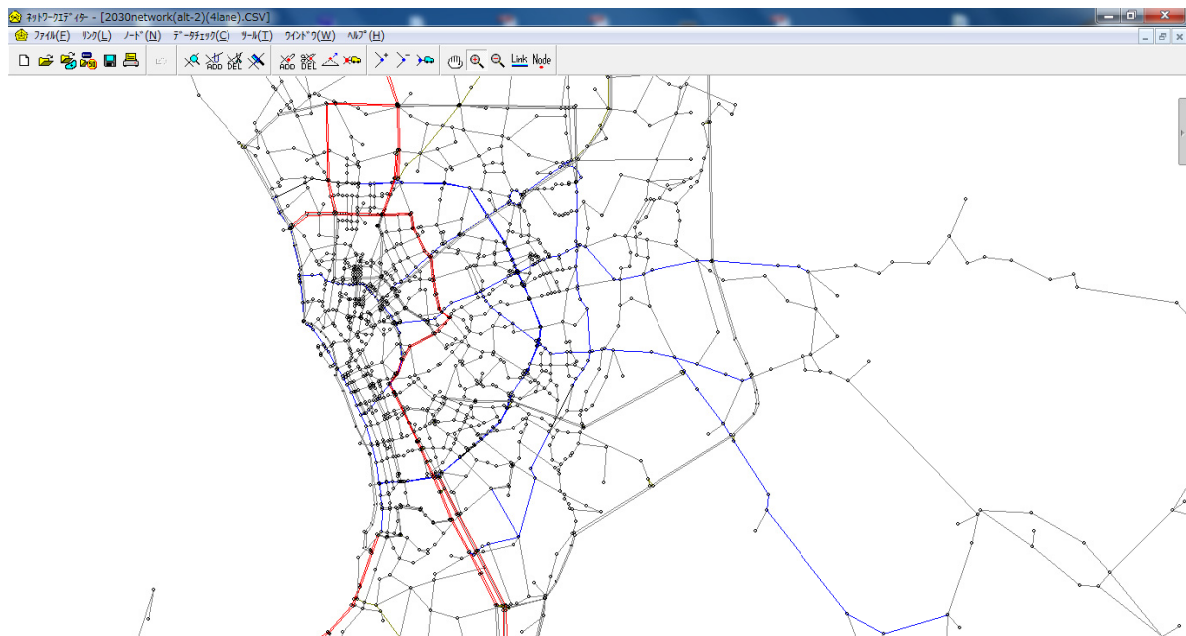 ネットワークエディター - [2030network(alt-2)(4lane).CSV]
ファイル(F) リンク(L) ノード(N) データチェック(C) ツール(T) ウインドウ(W) ヘルプ(H)
ADD DEL ADD DEL Link Node